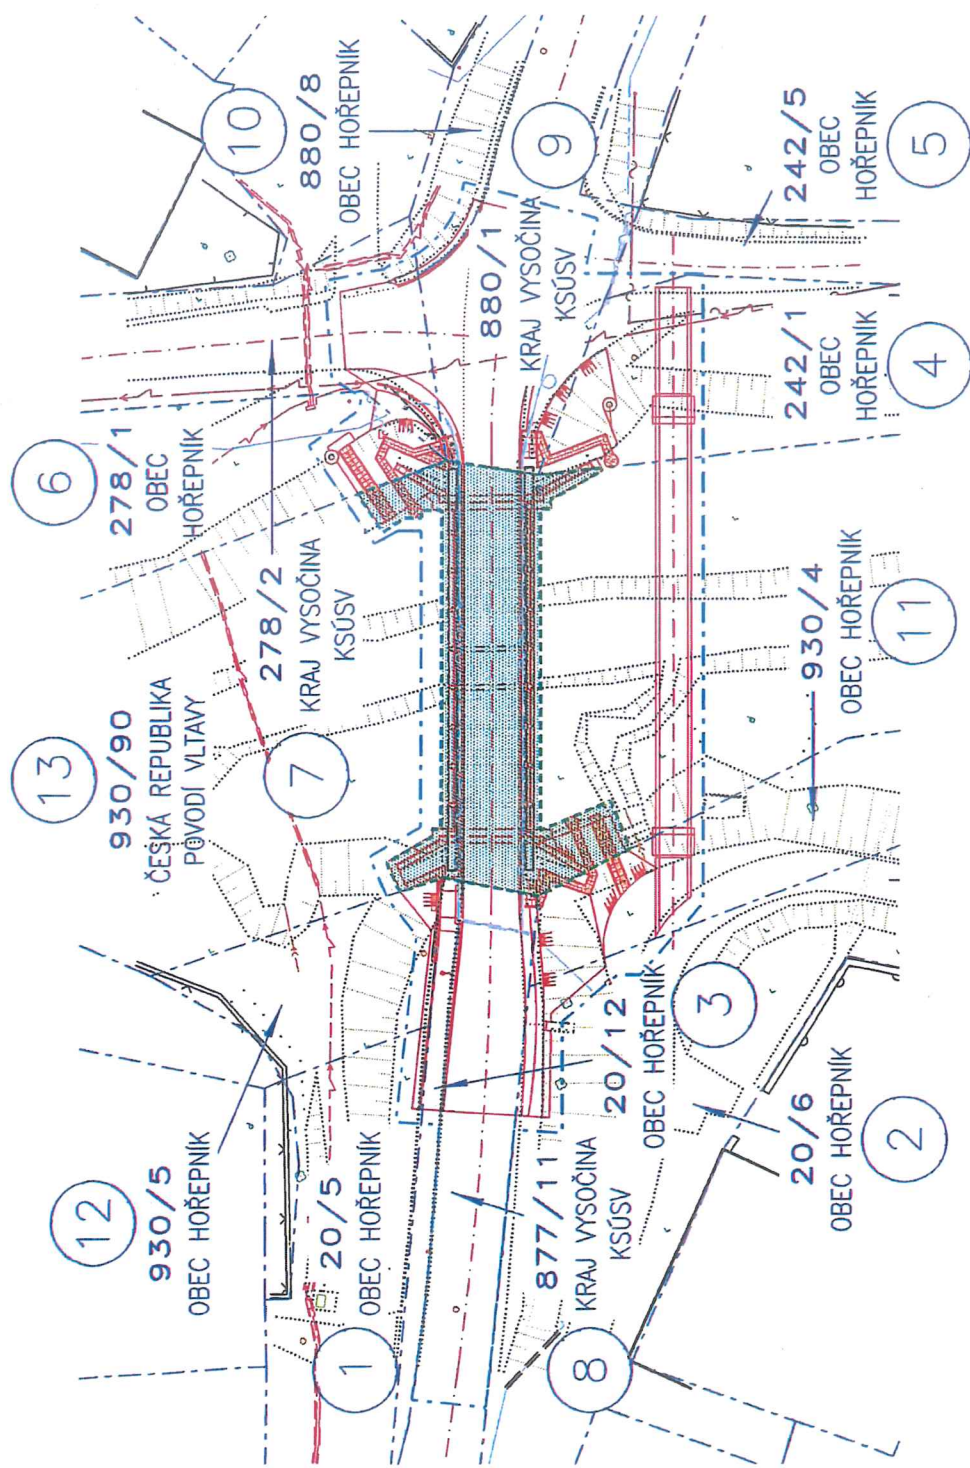 12
930/5
OBEC HOŘEPNÍK
13
930/90
ČESKÁ REPUBLIKA
POVODÍ VLTAVY
6
278/1
OBEC
HOŘEPNÍK
10
880/8
OBEC HOŘEPNÍK
1
20/5
OBEC HOŘEPNÍK
7
278/2
KRAJ VYSOČINA
KSÚSV
880/1
KRAJ VYSOČINA
KSÚSV
9
8
877/11
KRAJ VYSOČINA
KSÚSV
20/12
OBEC HOŘEPNÍK
3
20/6
OBEC HOŘEPNÍK
2
930/4
OBEC HOŘEPNÍK
11
242/1
OBEC
HOŘEPNÍK
4
242/5
OBEC
HOŘEPNÍK
5